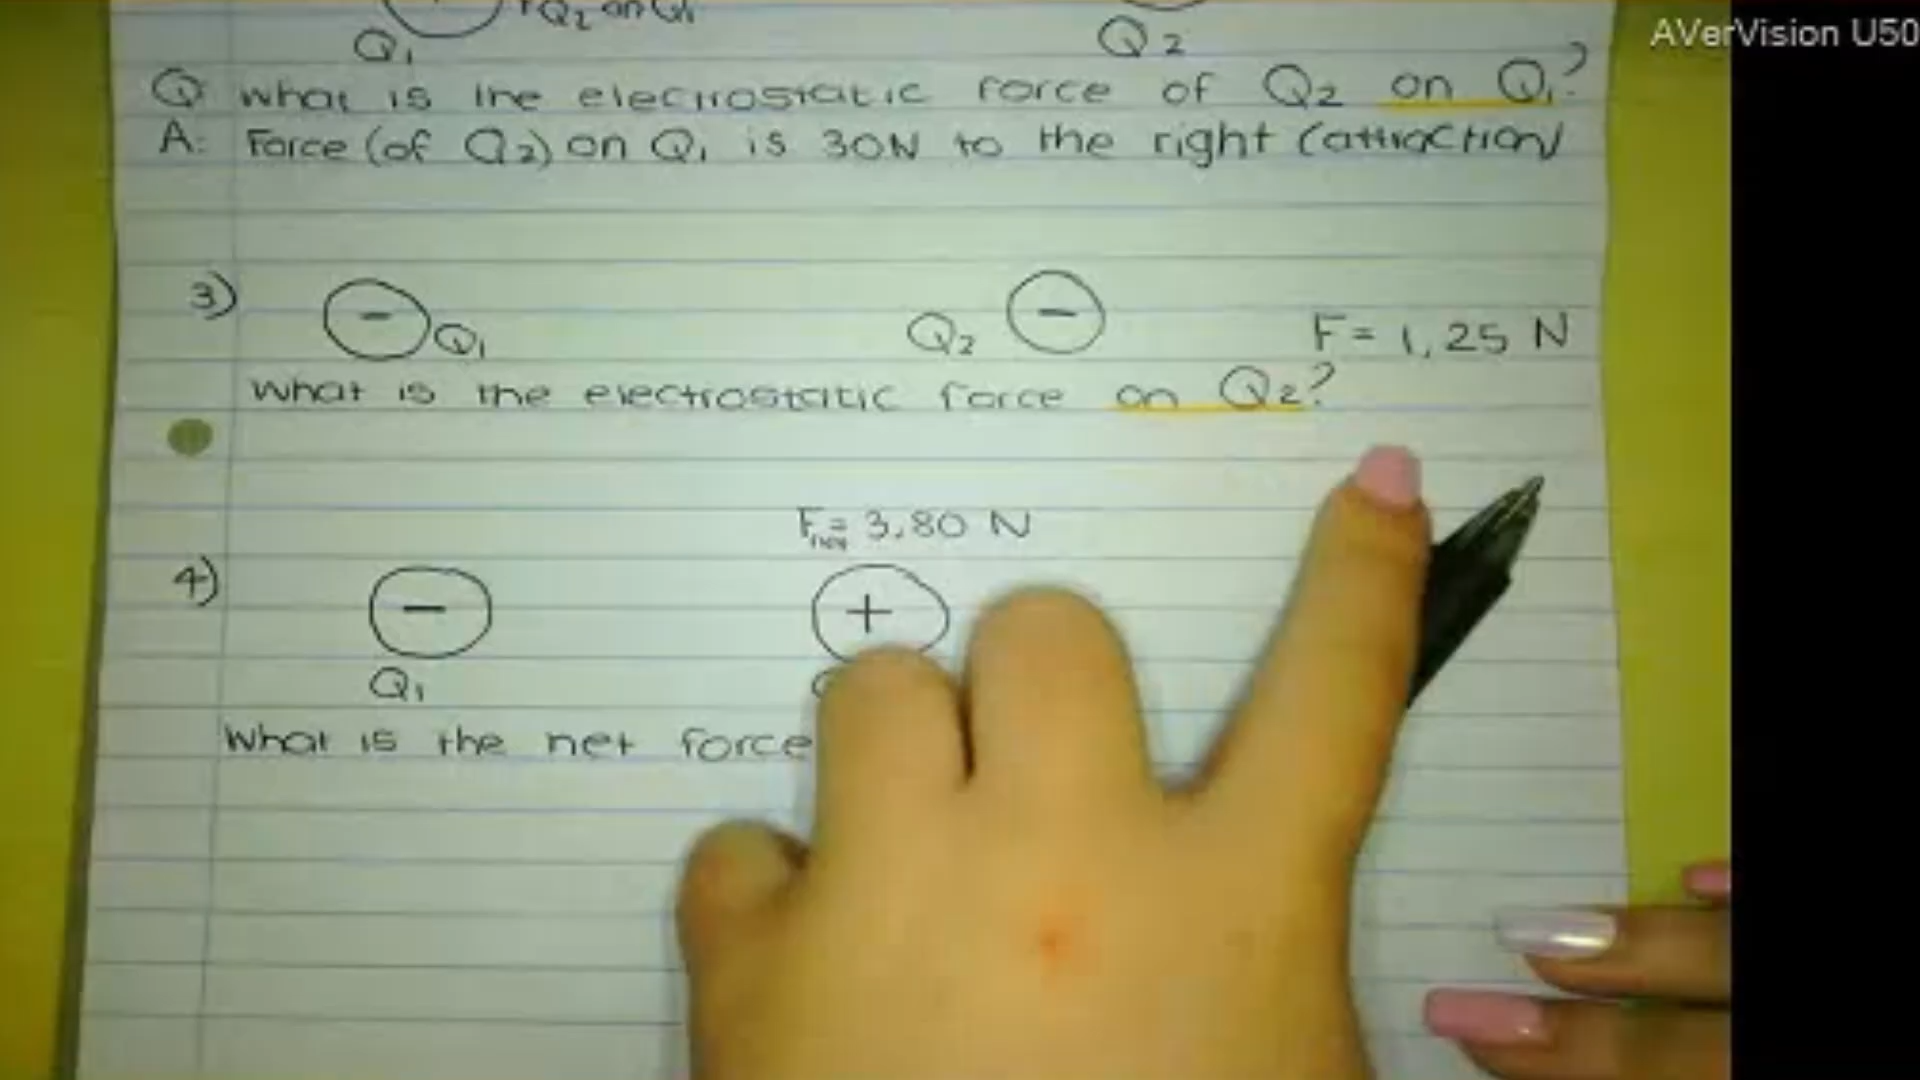 AVerVision U50
Q2 on Q1
Q1 Q2
Q What is the electrostatic force of Q2 on Q1?
A: Force (of Q2) on Q1 is 30N to the right (attraction)
3) - Q1 Q2 - F = 1,25 N
What is the electrostatic force on Q2?
= 3,80 N
4) - +
Q1
What is the net force